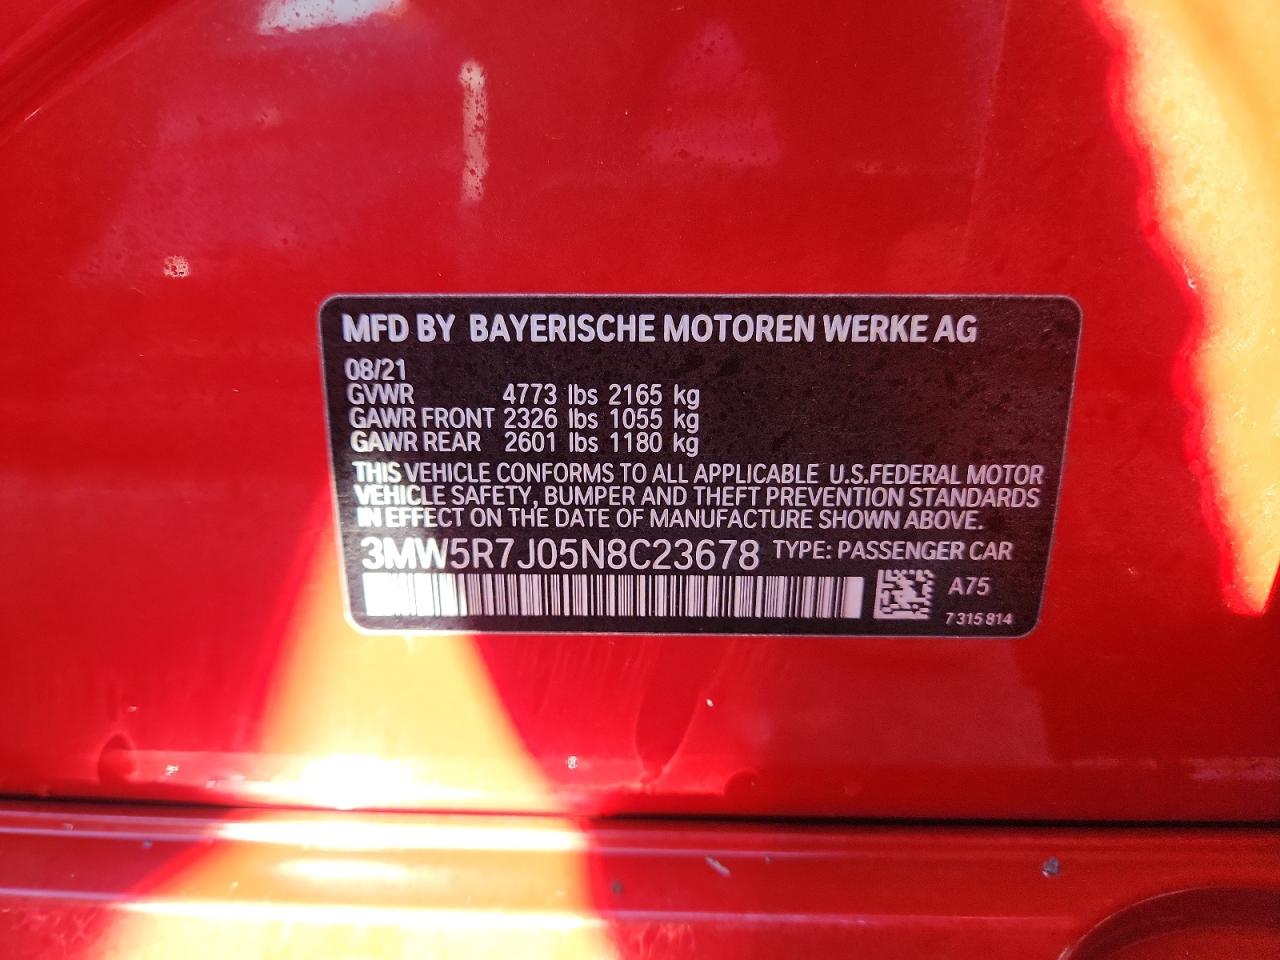 MFD BY BAYERISCHE MOTOREN WERKE AG
08/21
GVWR 4773 lbs 2165 kg
GAWR FRONT 2326 lbs 1055 kg
GAWR REAR 2601 lbs 1180 kg
THIS VEHICLE CONFORMS TO ALL APPLICABLE U.S.FEDERAL MOTOR
VEHICLE SAFETY, BUMPER AND THEFT PREVENTION STANDARDS
IN EFFECT ON THE DATE OF MANUFACTURE SHOWN ABOVE.
3MW5R7J05N8C23678 TYPE: PASSENGER CAR
A75
7 315 814